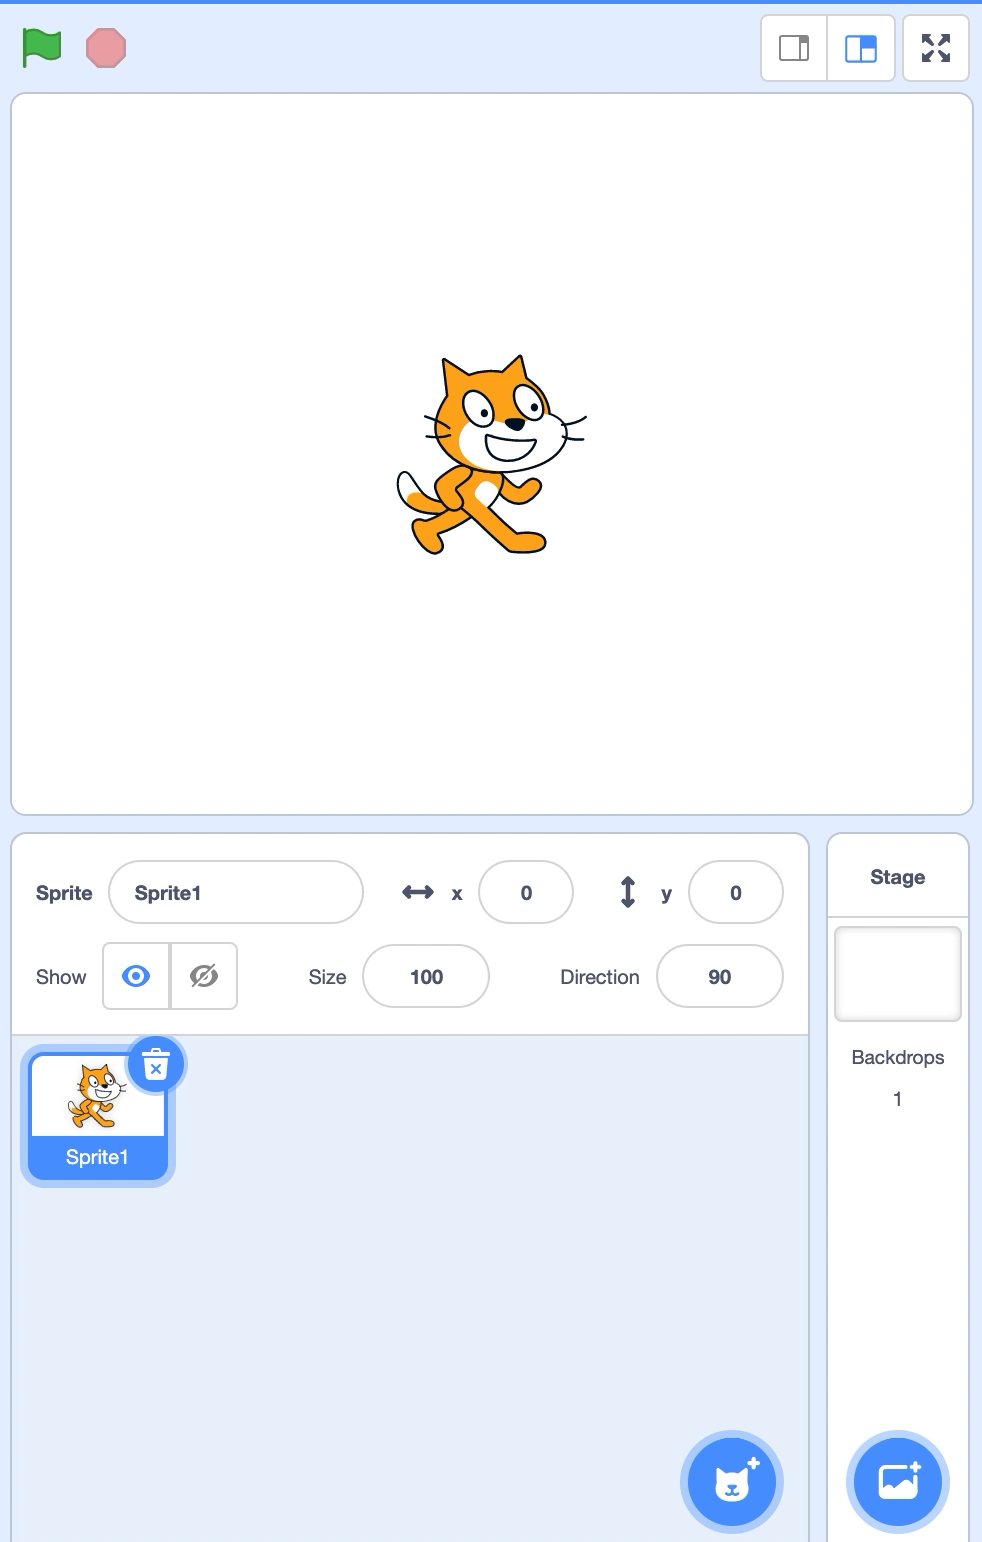 Sprite Sprite1 x 0 y 0
Show Size 100 Direction 90
Sprite1
Stage
Backdrops
1